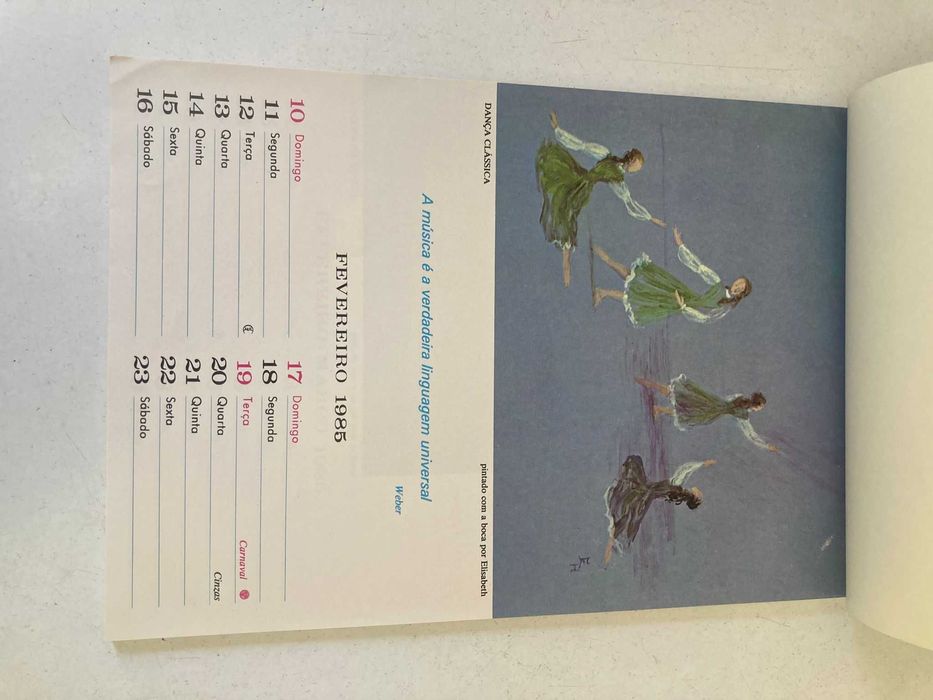 DANÇA CLÁSSICA
pintado com a boca por Elisabeth
A música é a verdadeira linguagem universal
Weber
FEVEREIRO 1985
10 Domingo
11 Segunda
12 Terça
13 Quarta
14 Quinta
15 Sexta
16 Sábado
17 Domingo
18 Segunda
19 Terça Carnaval
20 Quarta Cinzas
21 Quinta
22 Sexta
23 Sábado